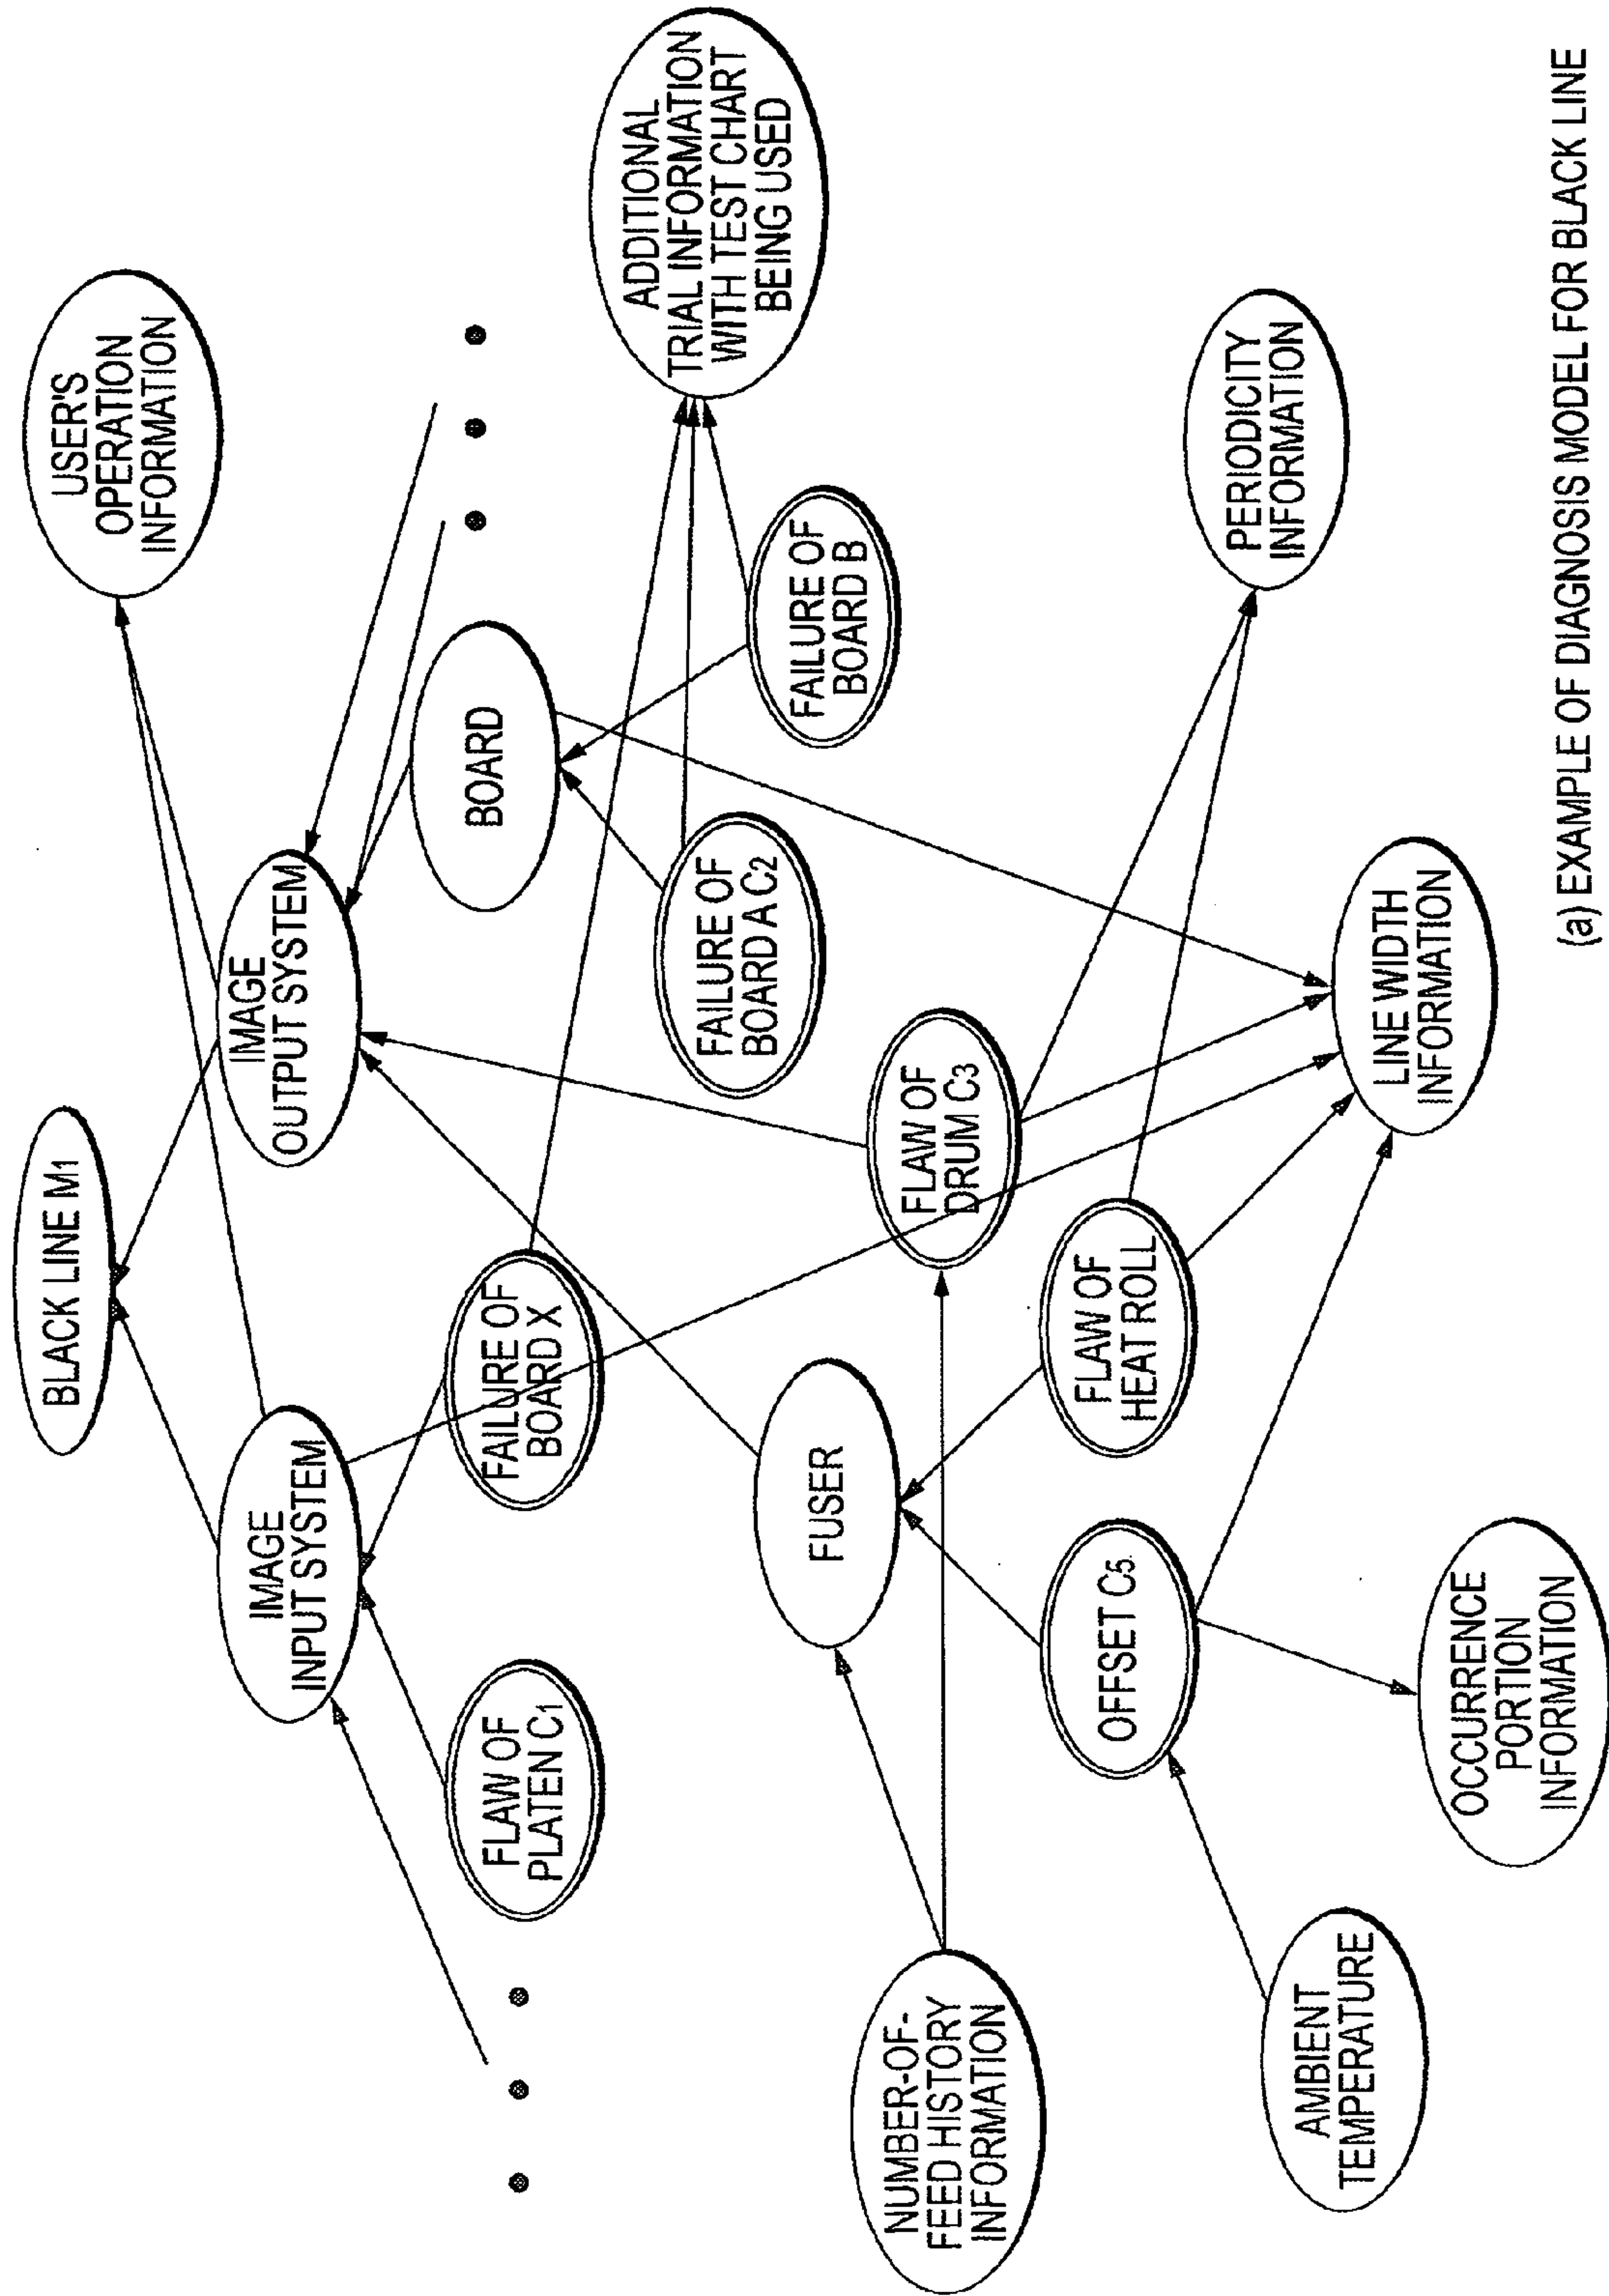 BLACK LINE M1
USER'S
OPERATION
INFORMATION
IMAGE
INPUT SYSTEM
IMAGE
OUTPUT SYSTEM
FLAW OF
PLATEN C1
FAILURE OF
BOARD X
BOARD
ADDITIONAL
TRIAL INFORMATION
WITH TEST CHART
BEING USED
FAILURE OF
BOARD A C2
FAILURE OF
BOARD B
NUMBER-OF-
FEED HISTORY
INFORMATION
FUSER
FLAW OF
DRUM C3
OFFSET C5
FLAW OF
HEAT ROLL
PERIODICITY
INFORMATION
AMBIENT
TEMPERATURE
OCCURRENCE
PORTION
INFORMATION
LINE WIDTH
INFORMATION
(a) EXAMPLE OF DIAGNOSIS MODEL FOR BLACK LINE